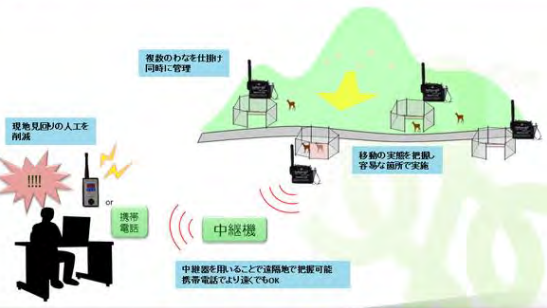 複数のわなを仕掛け
同時に管理
現地見回りの人工を
削減
!!!!
or
携帯
電話
中継機
移動の実態を把握し
容易な箇所で実施
中継器を用いることで遠隔地で把握可能
携帯電話でより遠くでもOK